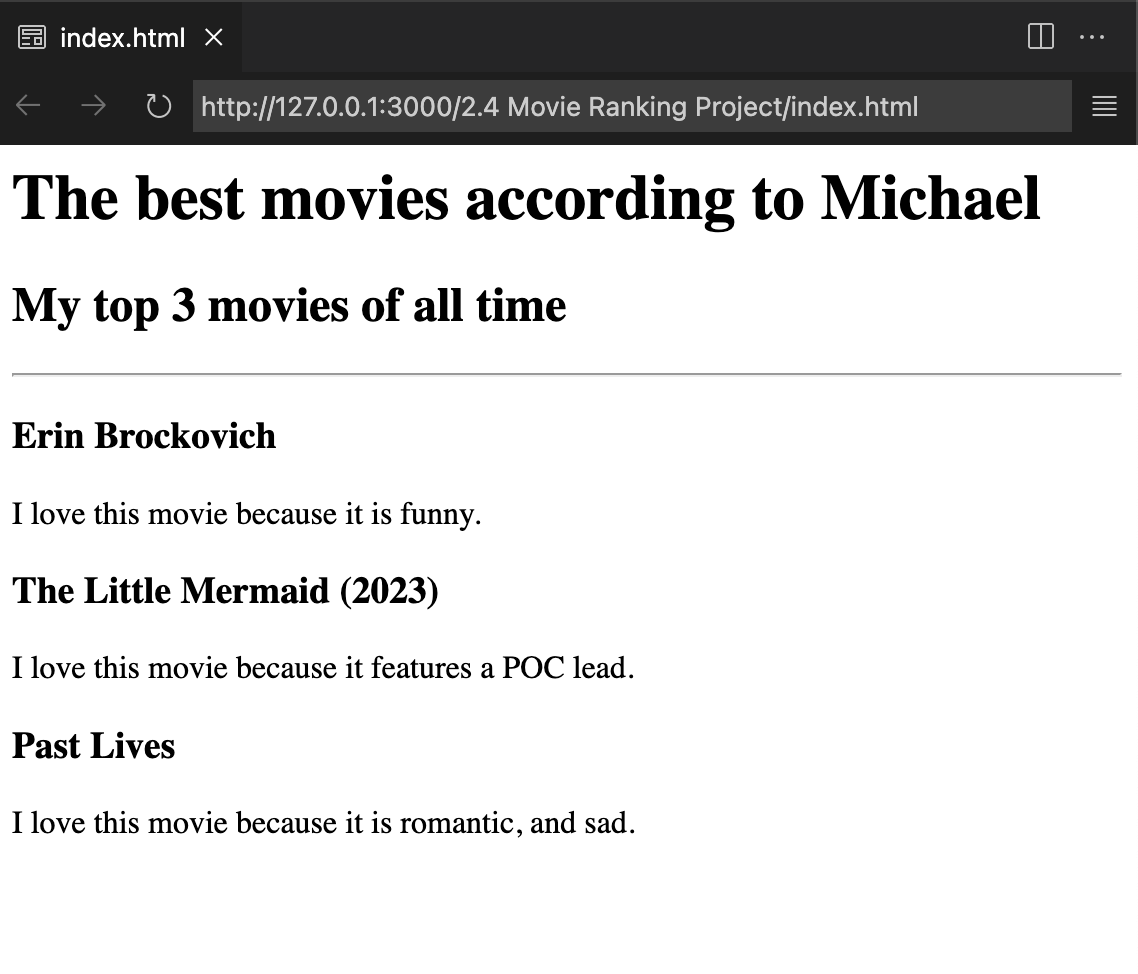 index.html
http://127.0.0.1:3000/2.4 Movie Ranking Project/index.html
The best movies according to Michael
My top 3 movies of all time
Erin Brockovich
I love this movie because it is funny.
The Little Mermaid (2023)
I love this movie because it features a POC lead.
Past Lives
I love this movie because it is romantic, and sad.